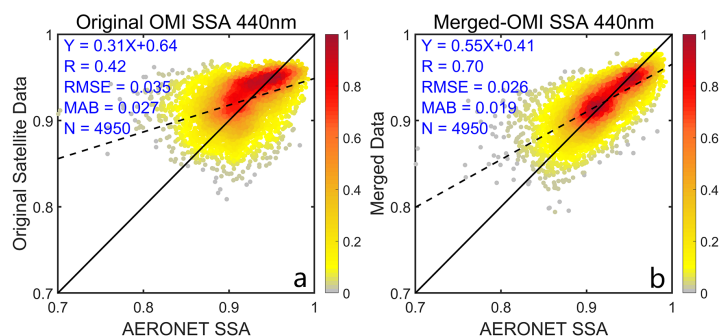 Original OMI SSA 440nm
Y = 0.31X+0.64
R = 0.42
RMSE = 0.035
MAB = 0.027
N = 4950
Original Satellite Data
1
0.9
0.8
0.7
0.7 0.8 0.9 1
AERONET SSA
a
1
0.8
0.6
0.4
0.2
0
Merged-OMI SSA 440nm
Y = 0.55X+0.41
R = 0.70
RMSE = 0.026
MAB = 0.019
N = 4950
Merged Data
1
0.9
0.8
0.7
0.7 0.8 0.9 1
AERONET SSA
b
1
0.8
0.6
0.4
0.2
0